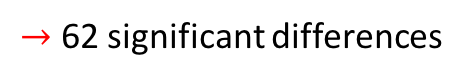 → 62 significant differences